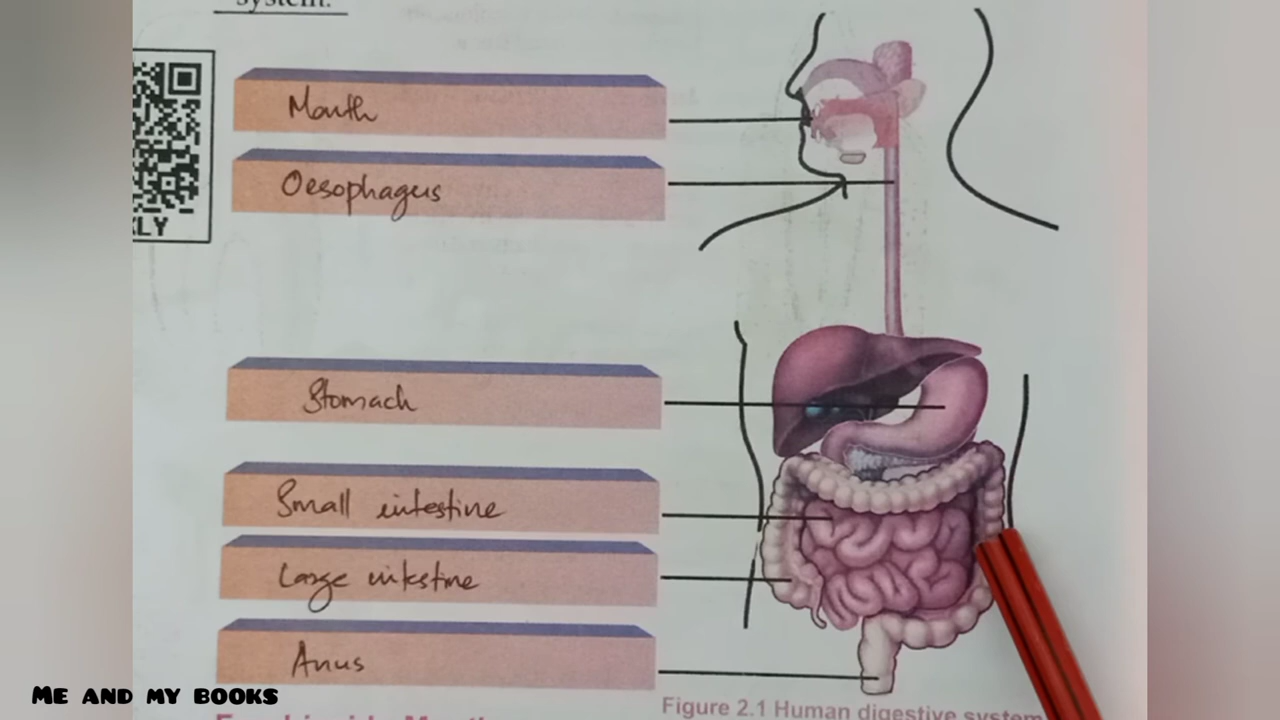 system.
KLY
Mouth
Oesophagus
Stomach
Small intestine
Large intestine
Anus
ME AND MY BOOKS
Figure 2.1 Human digestive system